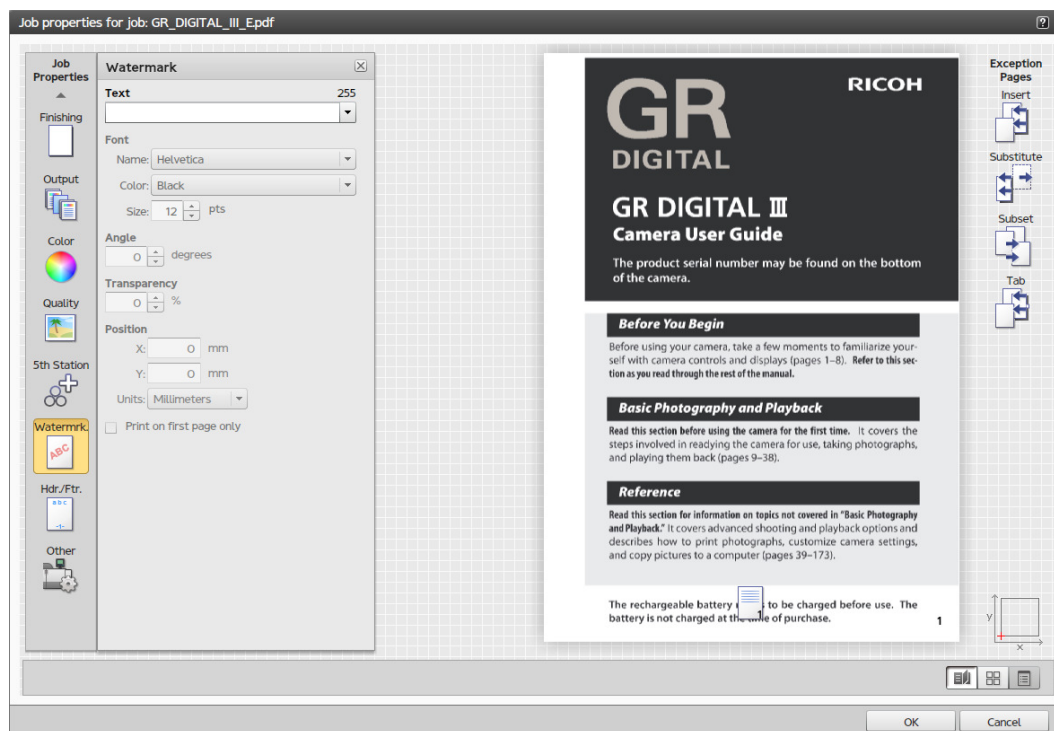 Job properties for job: GR_DIGITAL_III_E.pdf
?
Job
Properties
Finishing
Output
Color
Quality
5th Station
Watermrk.
ABC
Hdr./Ftr.
abc
-1-
Other
Watermark
Text 255
Font
Name: Helvetica
Color: Black
Size: 12 pts
Angle
0 degrees
Transparency
0 %
Position
X: 0 mm
Y: 0 mm
Units: Millimeters
Print on first page only
RICOH
GR
DIGITAL
GR DIGITAL III
Camera User Guide
The product serial number may be found on the bottom
of the camera.
Before You Begin
Before using your camera, take a few moments to familiarize your-
self with camera controls and displays (pages 1–8). Refer to this sec-
tion as you read through the rest of the manual.
Basic Photography and Playback
Read this section before using the camera for the first time. It covers the
steps involved in readying the camera for use, taking photographs,
and playing them back (pages 9–38).
Reference
Read this section for information on topics not covered in “Basic Photography
and Playback.” It covers advanced shooting and playback options and
describes how to print photographs, customize camera settings,
and copy pictures to a computer (pages 39–173).
The rechargeable battery to be charged before use. The
battery is not charged at the of purchase.
1
1
Exception
Pages
Insert
Substitute
Subset
Tab
y
x
OK
Cancel